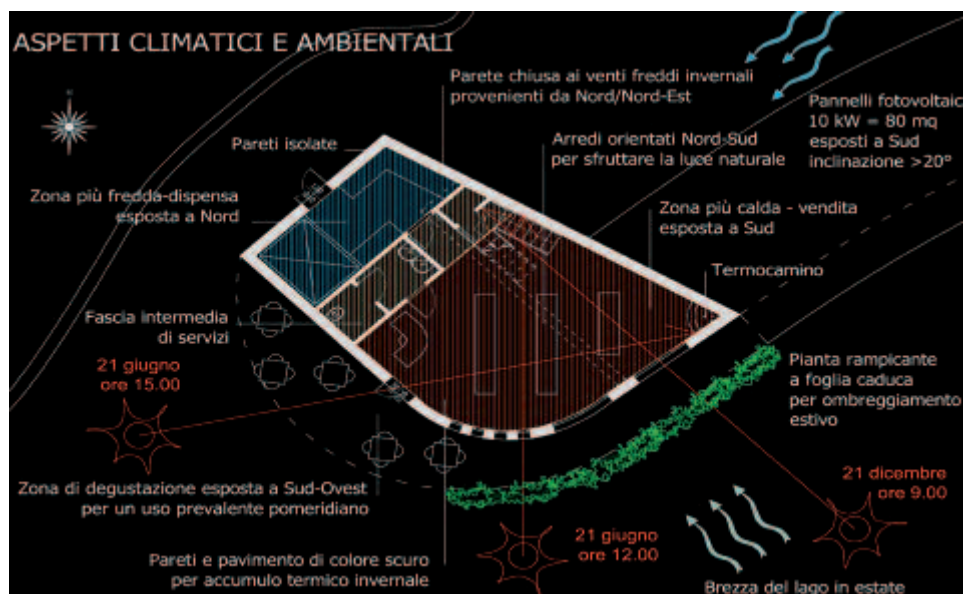 ASPETTI CLIMATICI E AMBIENTALI
Parete chiusa ai venti freddi invernali
provenienti da Nord/Nord-Est
Pannelli fotovoltaic
10 kW = 80 mq
esposti a Sud
inclinazione >20°
Arredi orientati Nord-Sud
per sfruttare la luce naturale
Pareti isolate
Zona più fredda-dispensa
esposta a Nord
Zona più calda - vendita
esposta a Sud
Termocamino
Fascia intermedia
di servizi
21 giugno
ore 15.00
Pianta rampicante
a foglia caduca
per ombreggiamento
estivo
Zona di degustazione esposta a Sud-Ovest
per un uso prevalente pomeridiano
21 dicembre
ore 9.00
21 giugno
ore 12.00
Pareti e pavimento di colore scuro
per accumulo termico invernale
Brezza del lago in estate